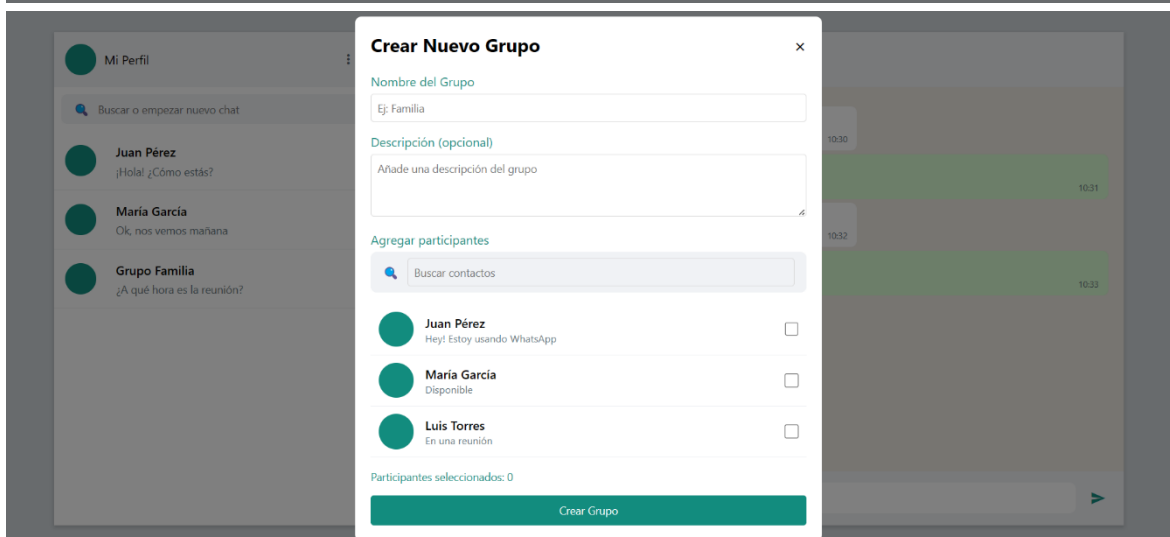 Mi Perfil
Buscar o empezar nuevo chat
Juan Pérez
¡Hola! ¿Cómo estás?
María García
Ok, nos vemos mañana
Grupo Familia
¿A qué hora es la reunión?
Crear Nuevo Grupo
×
Nombre del Grupo
Ej: Familia
Descripción (opcional)
Añade una descripción del grupo
Agregar participantes
Buscar contactos
Juan Pérez
Hey! Estoy usando WhatsApp
María García
Disponible
Luis Torres
En una reunión
Participantes seleccionados: 0
Crear Grupo
10:30
10:31
10:32
10:33